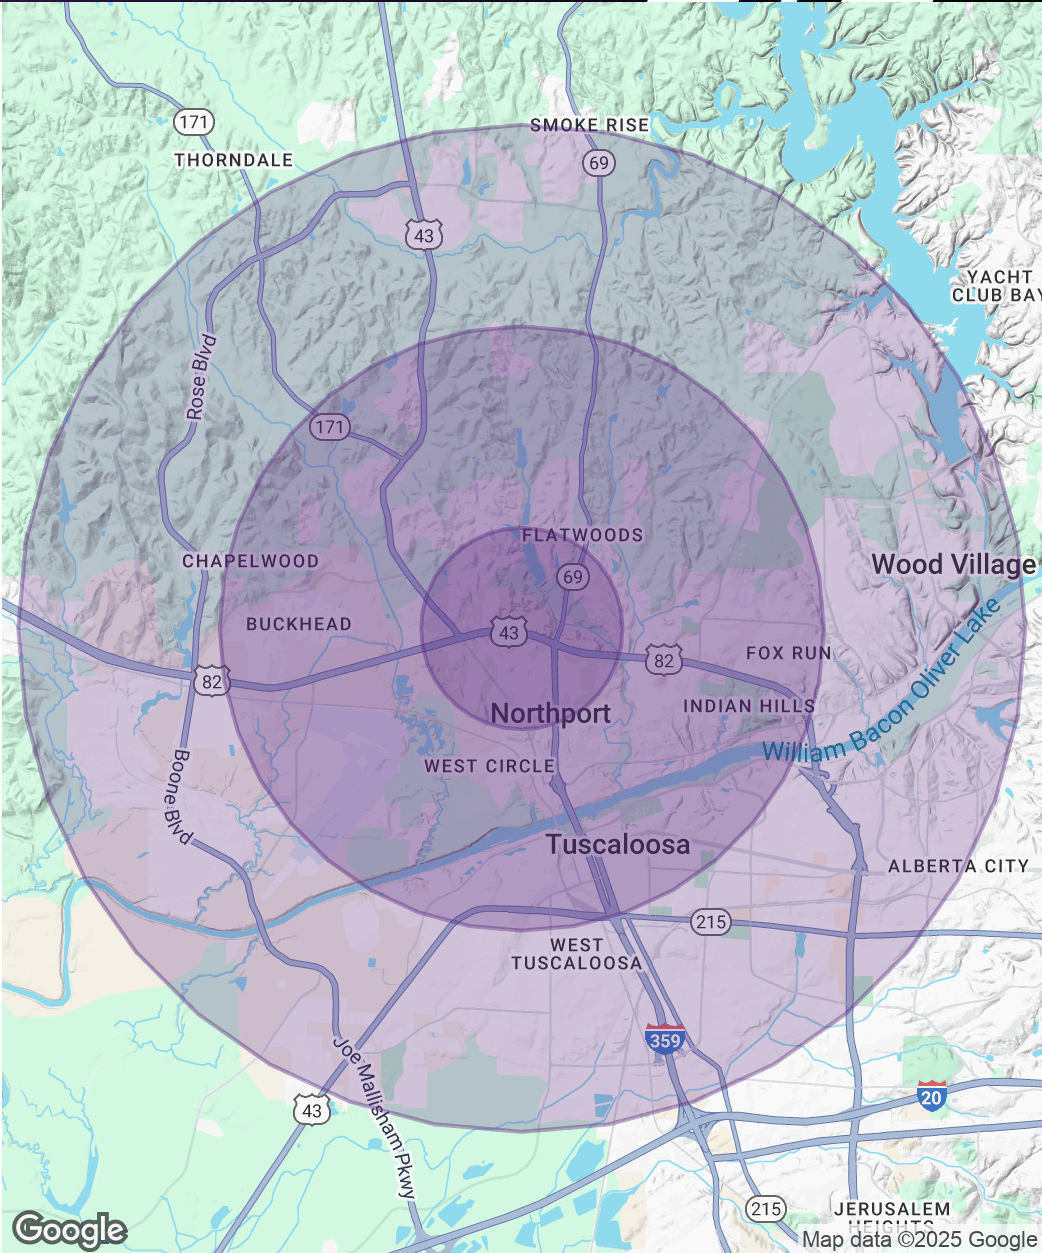 171
SMOKE RISE
THORNDALE
69
43
YACHT
CLUB BAY
Rose Blvd
171
FLATWOODS
CHAPELWOOD
Wood Village
69
BUCKHEAD
43
FOX RUN
82
82
INDIAN HILLS
Northport
William Bacon Oliver Lake
WEST CIRCLE
Boone Blvd
Tuscaloosa
ALBERTA CITY
215
WEST
TUSCALOOSA
359
Joe Mallisham Pkwy
20
43
215
JERUSALEM
HEIGHTS
Google
Map data ©2025 Google